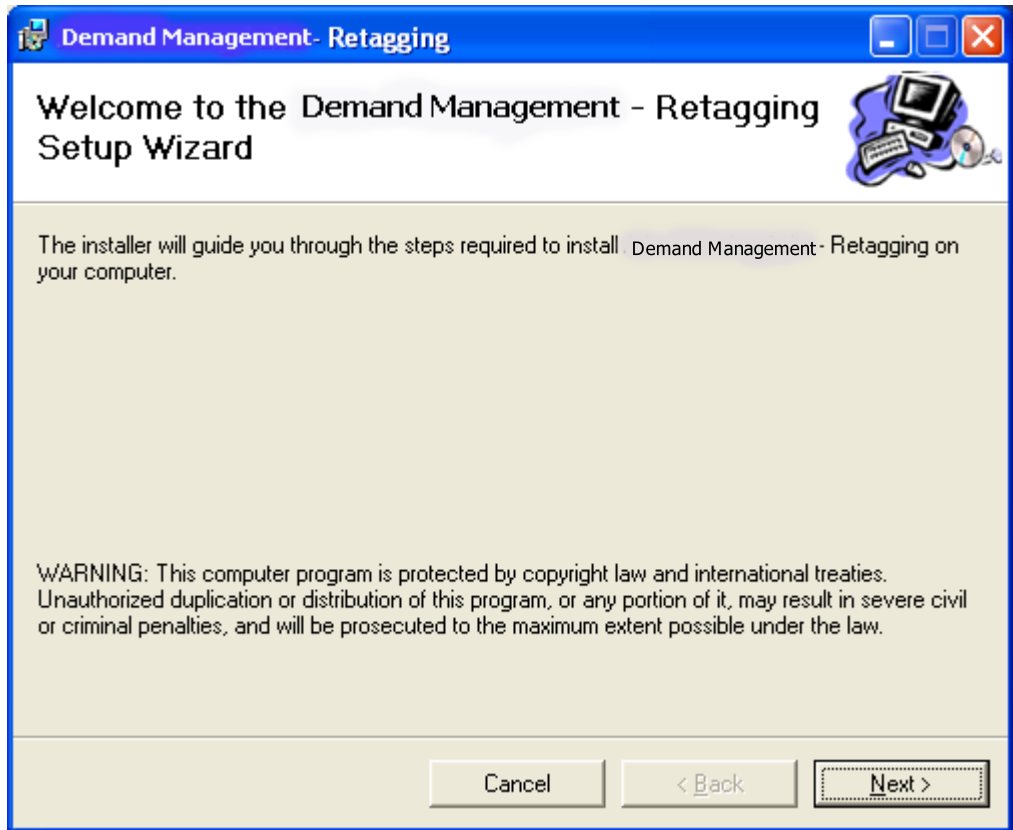 Demand Management- Retagging
Welcome to the Demand Management - Retagging
Setup Wizard
The installer will guide you through the steps required to install Demand Management - Retagging on
your computer.
WARNING: This computer program is protected by copyright law and international treaties.
Unauthorized duplication or distribution of this program, or any portion of it, may result in severe civil
or criminal penalties, and will be prosecuted to the maximum extent possible under the law.
Cancel
< Back
Next >